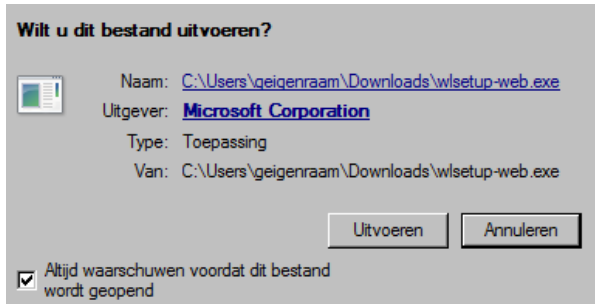 Wilt u dit bestand uitvoeren?
Naam: C:\Users\geigenraam\Downloads\wlsetup-web.exe
Uitgever: Microsoft Corporation
Type: Toepassing
Van: C:\Users\geigenraam\Downloads\wlsetup-web.exe
Uitvoeren Annuleren
Altijd waarschuwen voordat dit bestand
wordt geopend